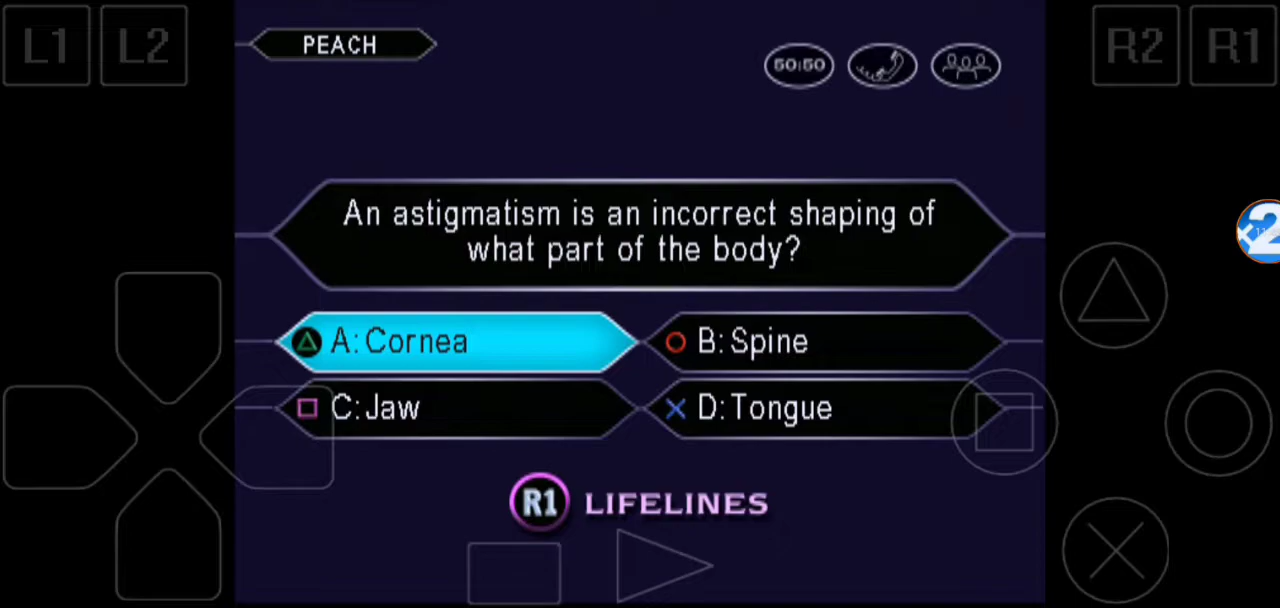 L1 L2
PEACH
50:50
R2 R1
An astigmatism is an incorrect shaping of
what part of the body?
A: Cornea
B: Spine
C: Jaw
D: Tongue
R1 LIFELINES